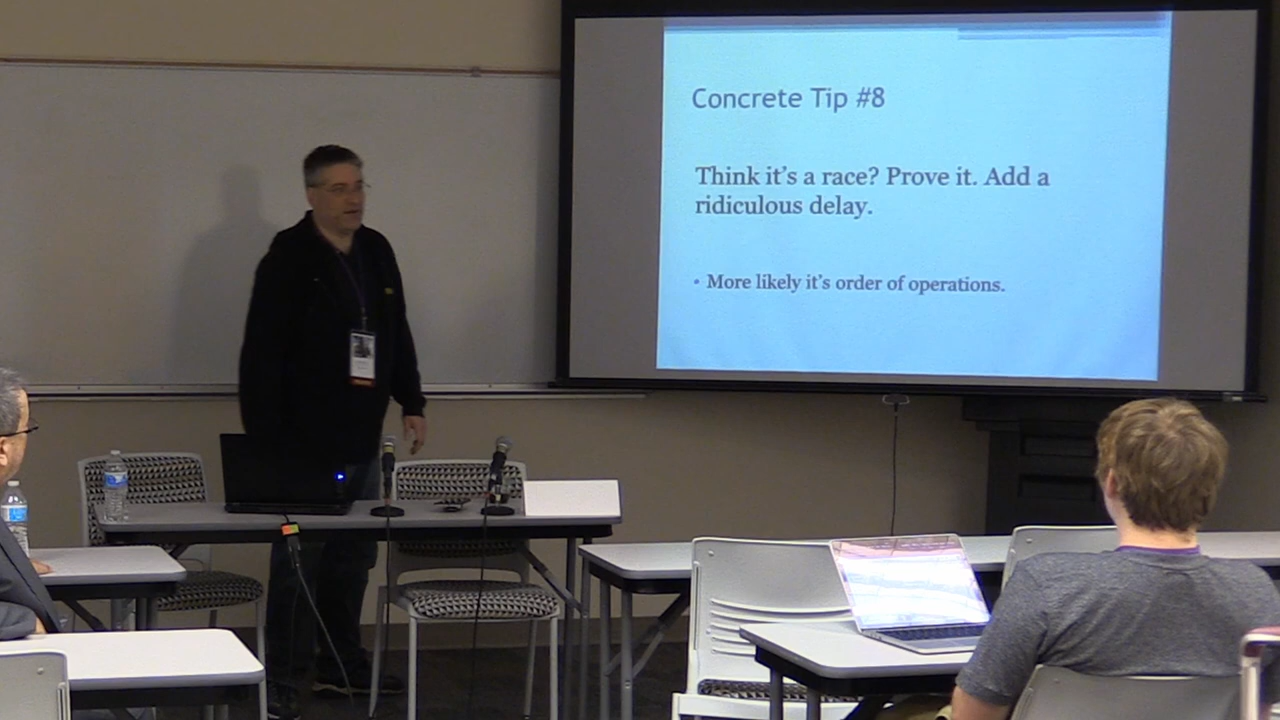 Concrete Tip #8
Think it's a race? Prove it. Add a
ridiculous delay.
• More likely it's order of operations.